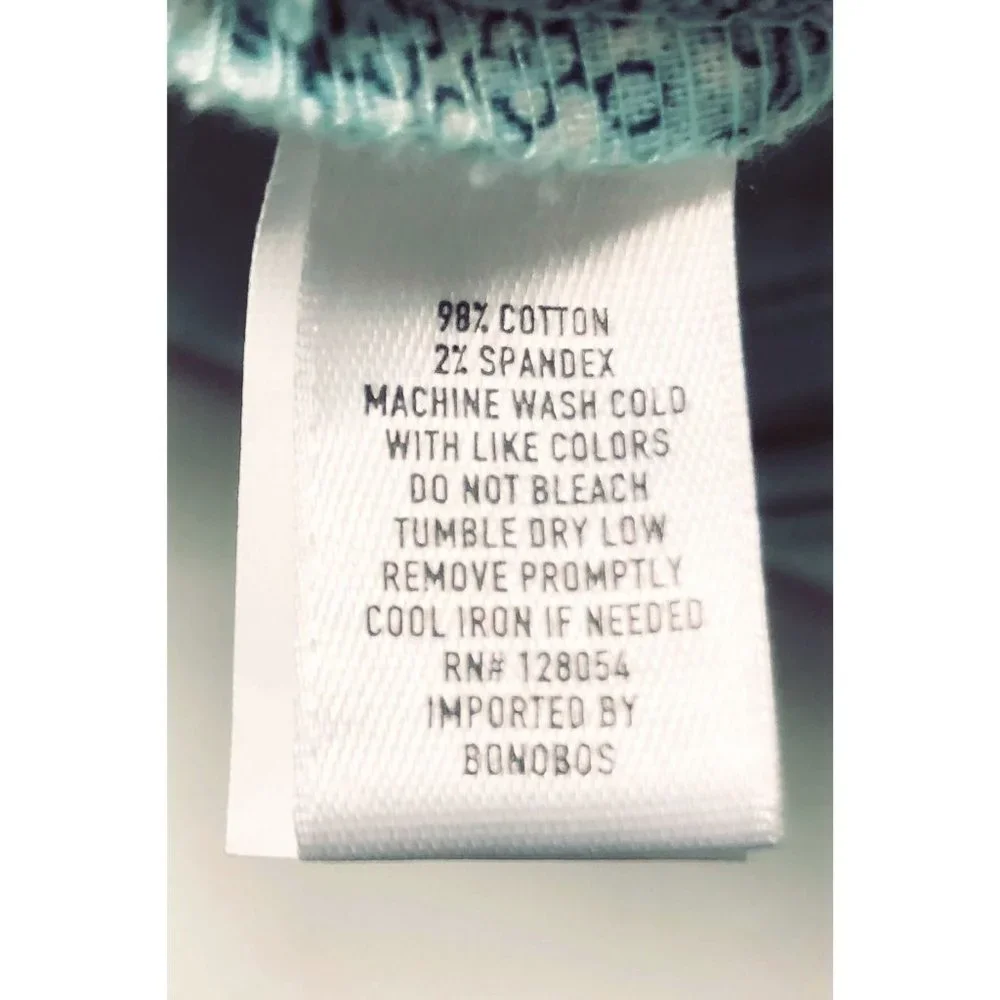 98% COTTON
2% SPANDEX
MACHINE WASH COLD
WITH LIKE COLORS
DO NOT BLEACH
TUMBLE DRY LOW
REMOVE PROMPTLY
COOL IRON IF NEEDED
RN# 128054
IMPORTED BY
BONOBOS